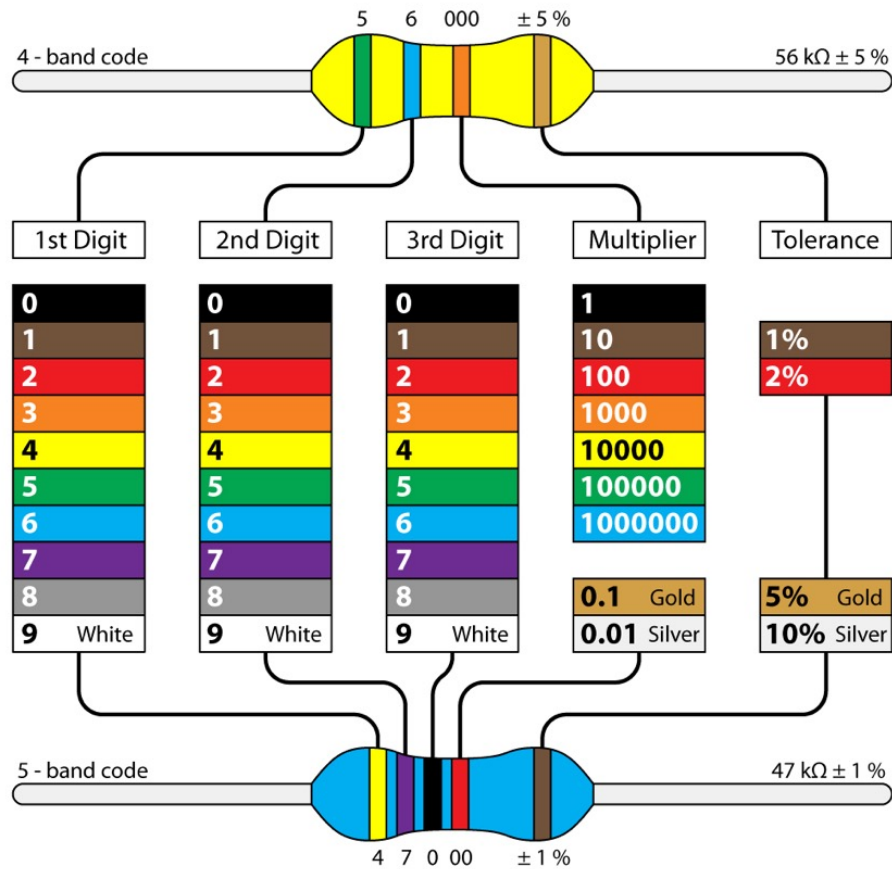 5 6 000 ± 5 %
4 - band code 56 kΩ ± 5 %
1st Digit 2nd Digit 3rd Digit Multiplier Tolerance
0 0 0 1
1 1 1 10 1%
2 2 2 100 2%
3 3 3 1000
4 4 4 10000
5 5 5 100000
6 6 6 1000000
7 7 7
8 8 8 0.1 Gold 5% Gold
9 White 9 White 9 White 0.01 Silver 10% Silver
5 - band code 47 kΩ ± 1 %
4 7 0 00 ± 1 %